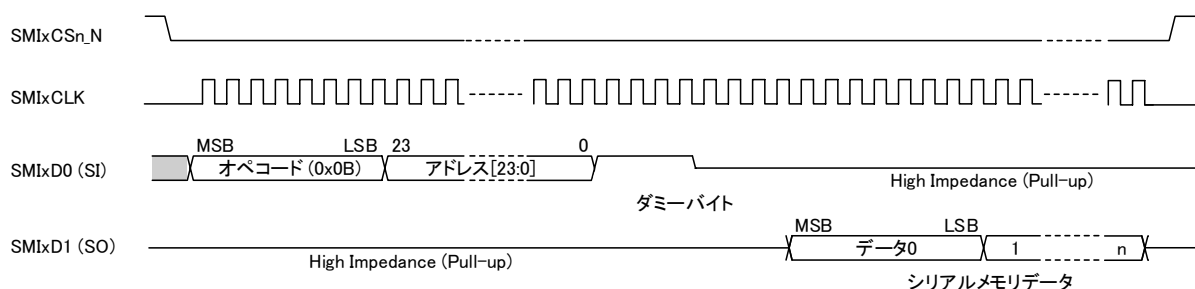 SMIxCSn_N
SMIxCLK
MSB LSB 23 0
SMIxD0 (SI) オペコード (0x0B) アドレス[23:0] High Impedance (Pull-up)
ダミーバイト
MSB LSB
SMIxD1 (SO) High Impedance (Pull-up) データ0 1 n
シリアルメモリデータ